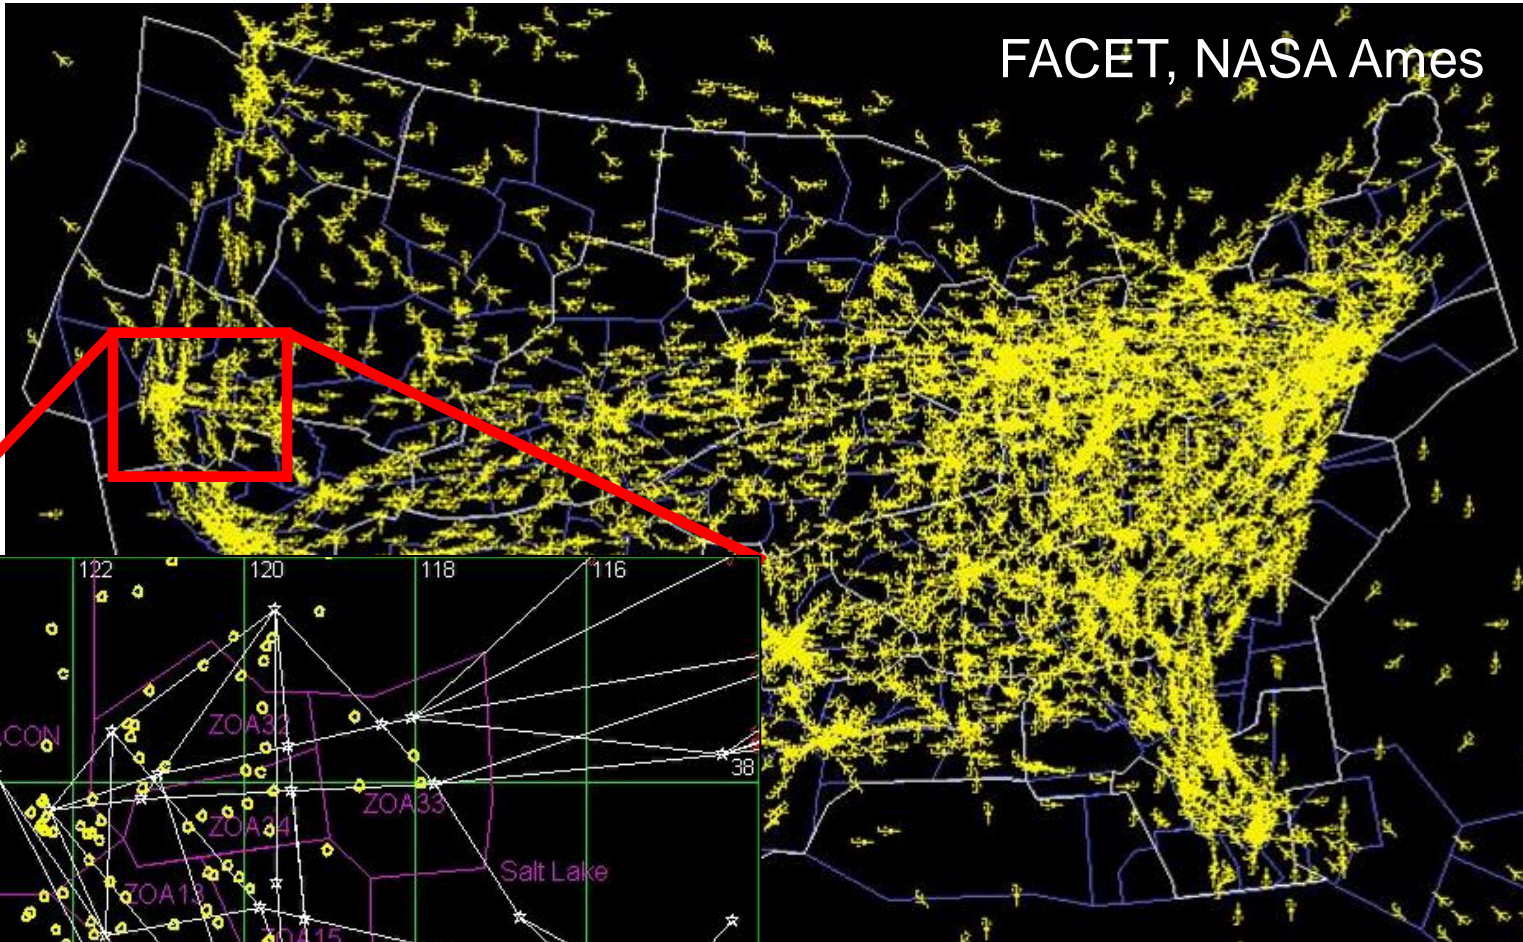 FACET, NASA Ames
122
120
118
116
ZOA32
.CON
38
ZOA33
ZOA34
Salt Lake
ZOA13
ZOA15